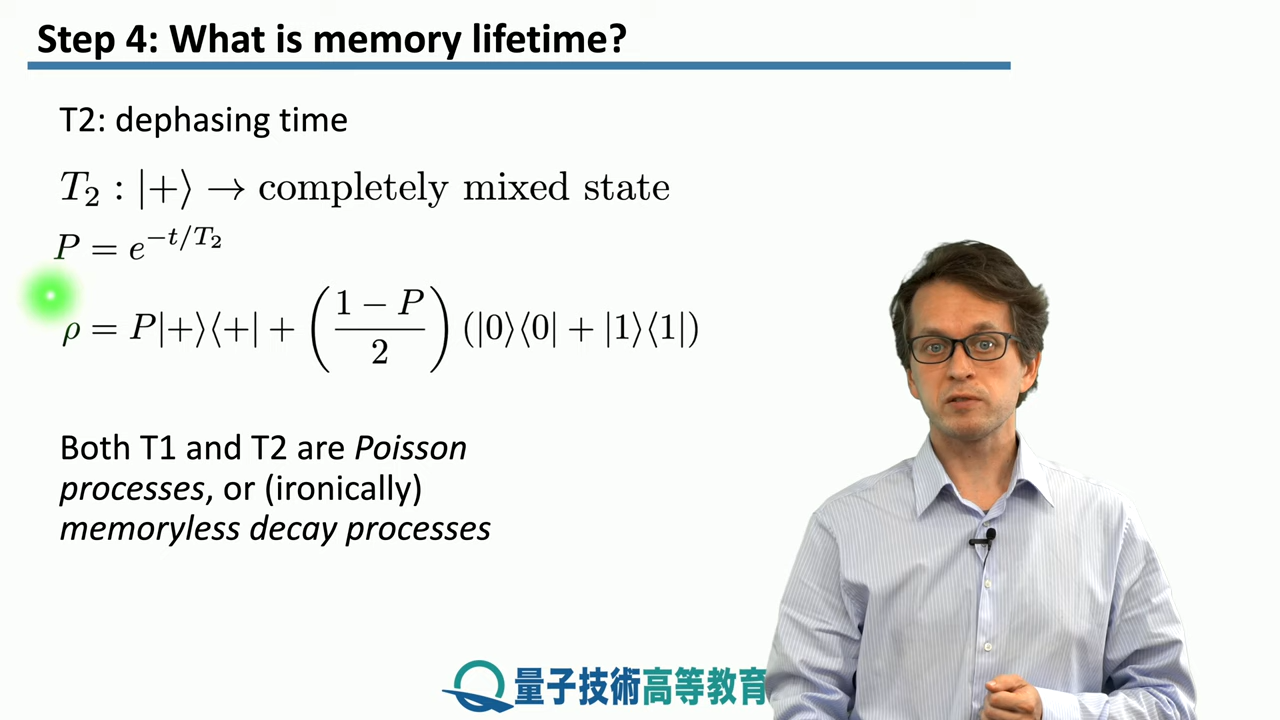 Step 4: What is memory lifetime?
T2: dephasing time
T₂ : |+⟩ → completely mixed state
P = e^{-t/T₂}
ρ = P|+⟩⟨+| + ( (1 − P) / 2 ) (|0⟩⟨0| + |1⟩⟨1|)
Both T1 and T2 are Poisson
processes, or (ironically)
memoryless decay processes
量子技術高等教育